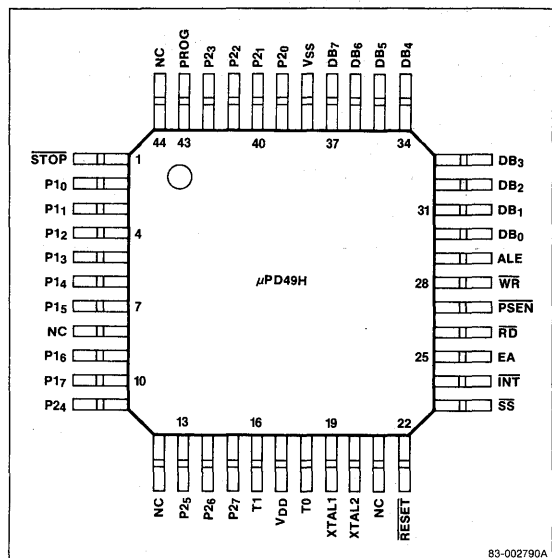 NC PROG P23 P22 P21 P20 VSS DB7 DB6 DB5 DB4
44 43 40 37 34
STOP 1
P10
P11
P12 4
P13
P14
P15 7
NC
P16
P17 10
P24
µPD49H
DB3
DB2
31 DB1
DB0
ALE
28 WR
PSEN
RD
25 EA
INT
SS
13 16 19 22
NC P25 P26 P27 T1 VDD T0 XTAL1 XTAL2 NC RESET
83-002790A